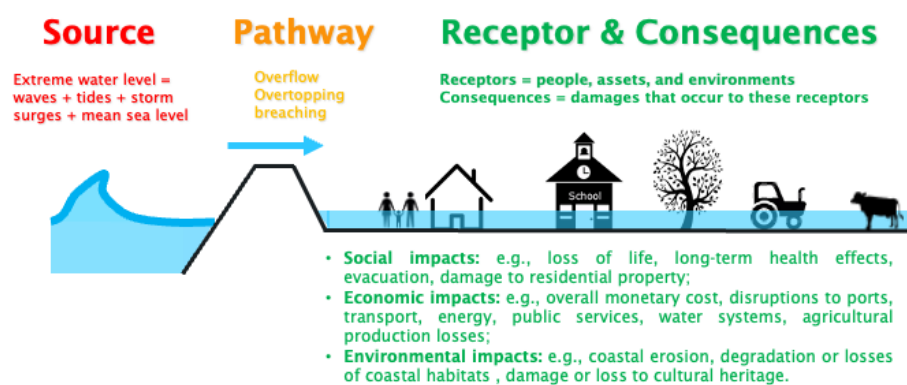 Source
Pathway
Receptor & Consequences
Extreme water level =
waves + tides + storm
surges + mean sea level
Overflow
Overtopping
breaching
Receptors = people, assets, and environments
Consequences = damages that occur to these receptors
School
• Social impacts: e.g., loss of life, long-term health effects,
evacuation, damage to residential property;
• Economic impacts: e.g., overall monetary cost, disruptions to ports,
transport, energy, public services, water systems, agricultural
production losses;
• Environmental impacts: e.g., coastal erosion, degradation or losses
of coastal habitats , damage or loss to cultural heritage.